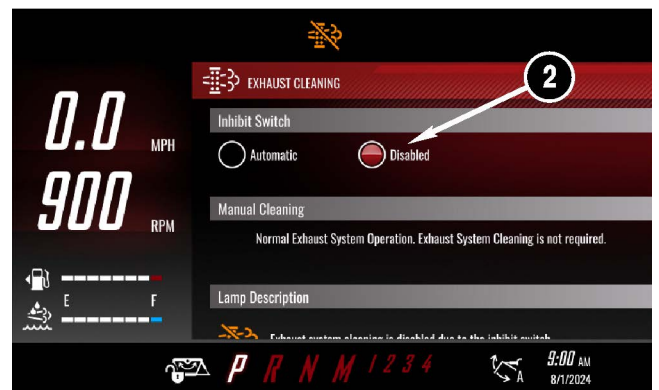 EXHAUST CLEANING
2
Inhibit Switch
Automatic Disabled
0.0 MPH
900 RPM
Manual Cleaning
Normal Exhaust System Operation. Exhaust System Cleaning is not required.
E F
Lamp Description
Exhaust system cleaning is disabled due to the inhibit switch
P R N M 1 2 3 4
A
9:00 AM
8/1/2024